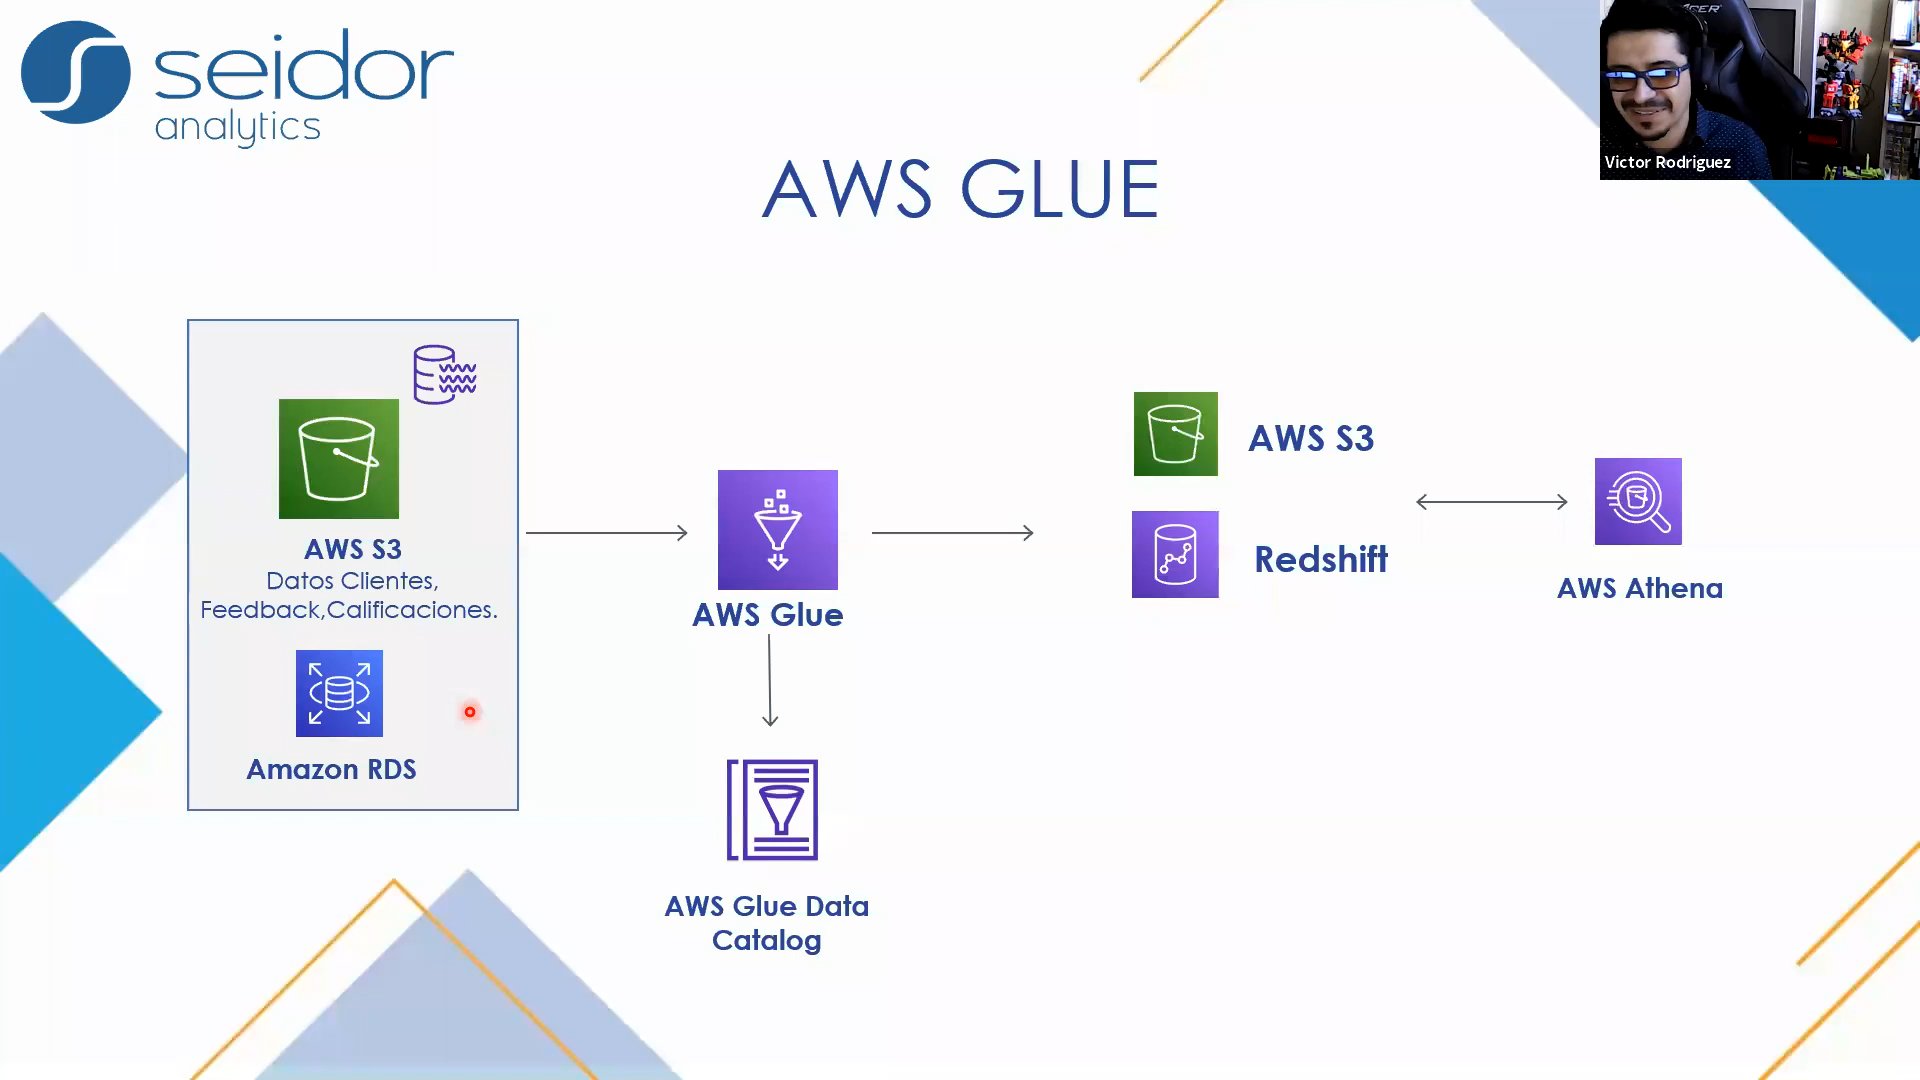 seidor
analytics
ACER
Victor Rodriguez
AWS GLUE
AWS S3
Datos Clientes,
Feedback,Calificaciones.
Amazon RDS
AWS Glue
AWS Glue Data
Catalog
AWS S3
Redshift
AWS Athena